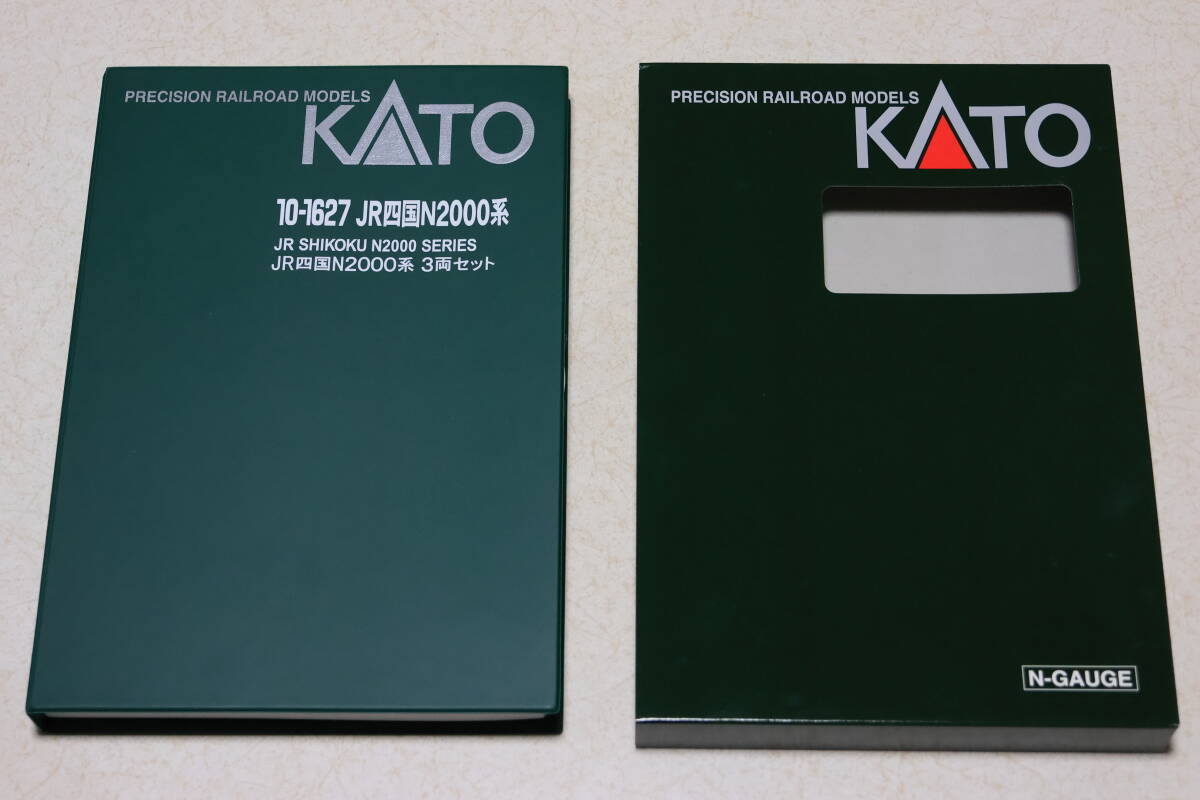 PRECISION RAILROAD MODELS
KATO
10-1627 JR四国N2000系
JR SHIKOKU N2000 SERIES
JR四国N2000系 3両セット
PRECISION RAILROAD MODELS
KATO
N-GAUGE